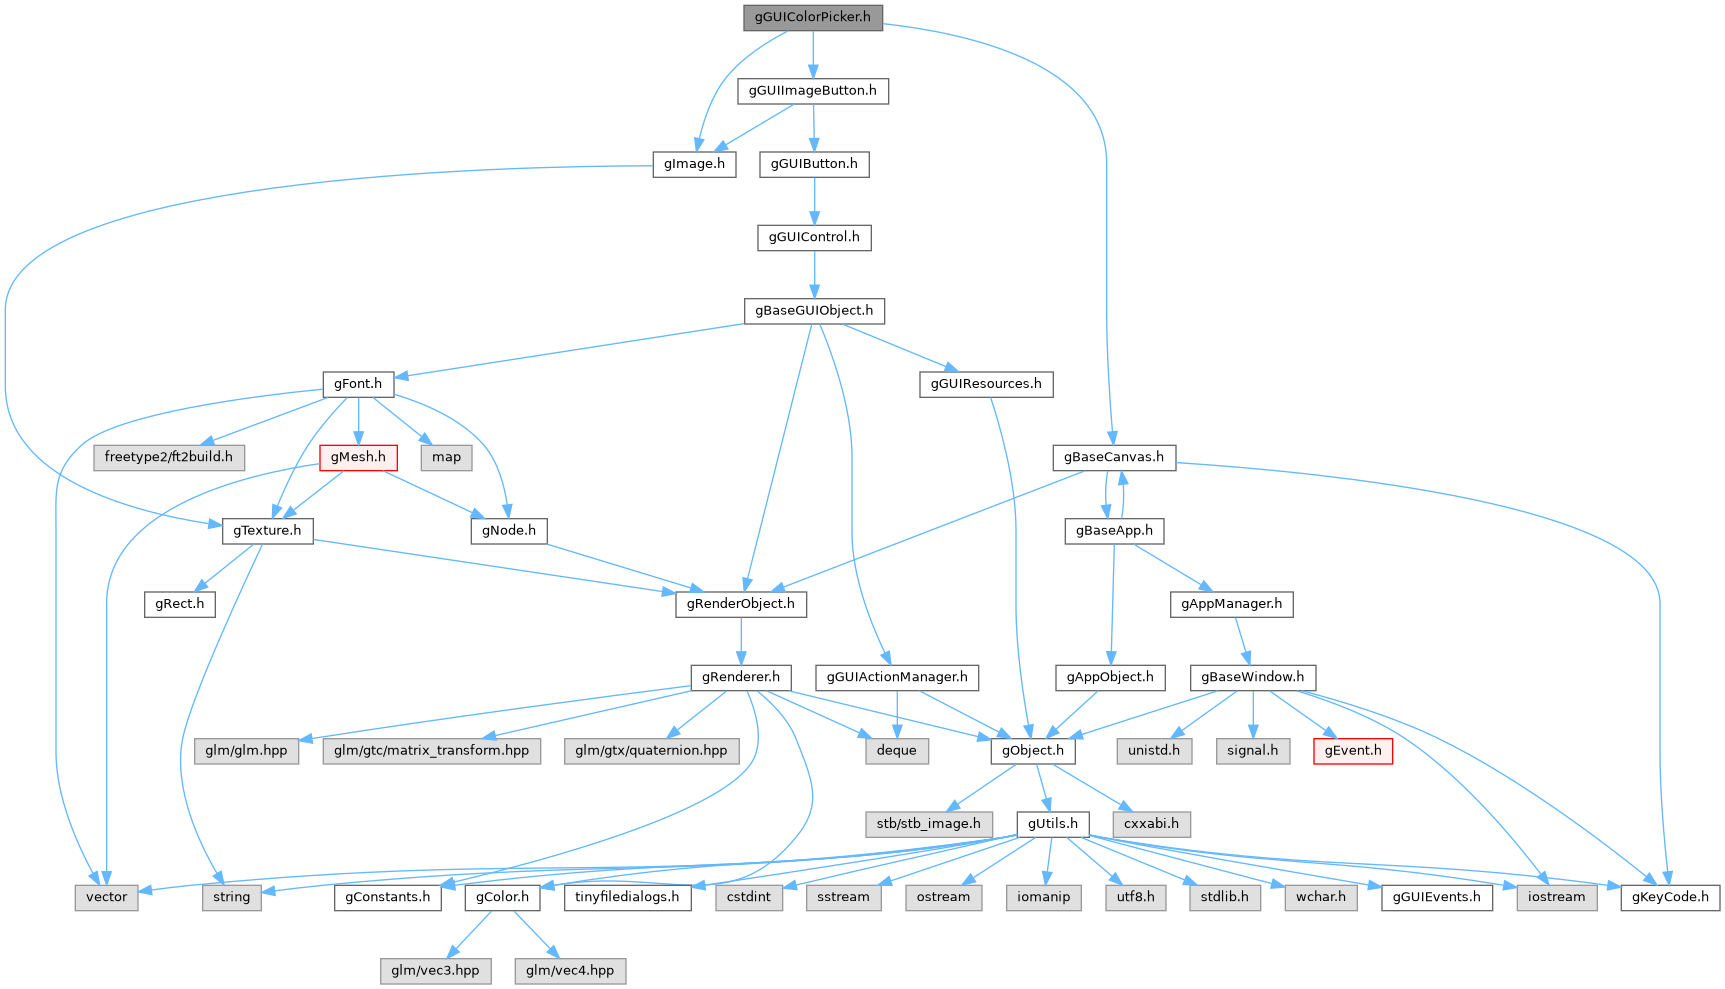 gGUIColorPicker.h
gGUIImageButton.h
gImage.h
gGUIButton.h
gGUIControl.h
gBaseGUIObject.h
gFont.h
gGUIResources.h
freetype2/ft2build.h
gMesh.h
map
gBaseCanvas.h
gTexture.h
gNode.h
gBaseApp.h
gRect.h
gRenderObject.h
gAppManager.h
gRenderer.h
gGUIActionManager.h
gAppObject.h
gBaseWindow.h
glm/glm.hpp
glm/gtc/matrix_transform.hpp
glm/gtx/quaternion.hpp
deque
gObject.h
unistd.h
signal.h
gEvent.h
stb/stb_image.h
gUtils.h
cxxabi.h
vector
string
gConstants.h
gColor.h
tinyfiledialogs.h
cstdint
sstream
ostream
iomanip
utf8.h
stdlib.h
wchar.h
gGUIEvents.h
iostream
gKeyCode.h
glm/vec3.hpp
glm/vec4.hpp